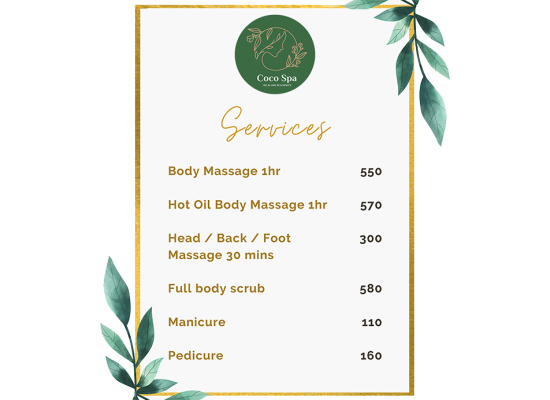 Coco Spa
Services
Body Massage 1hr 550
Hot Oil Body Massage 1hr 570
Head / Back / Foot 300
Massage 30 mins
Full body scrub 580
Manicure 110
Pedicure 160